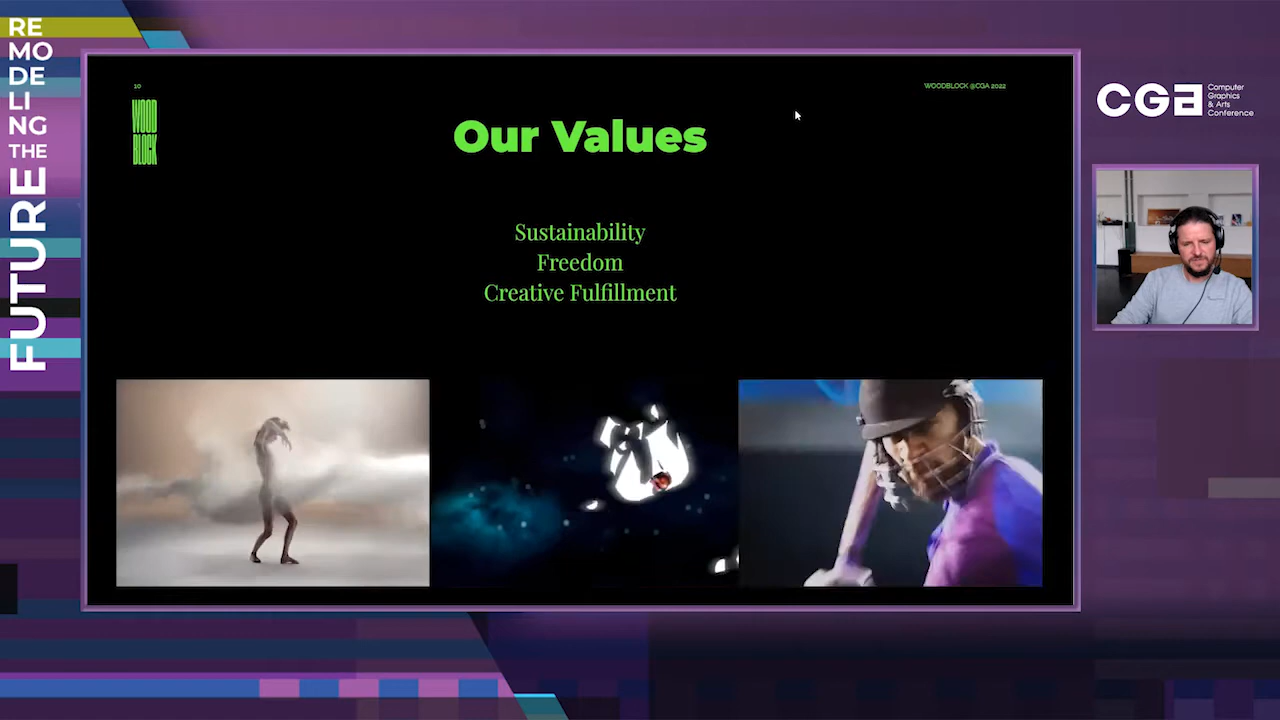 RE
MO
DE
LI
NG
THE
FUTURE
10
WOOD
BLOCK
WOODBLOCK @CGA 2022
Our Values
Sustainability
Freedom
Creative Fulfillment
CGA
Computer
Graphics
& Arts
Conference